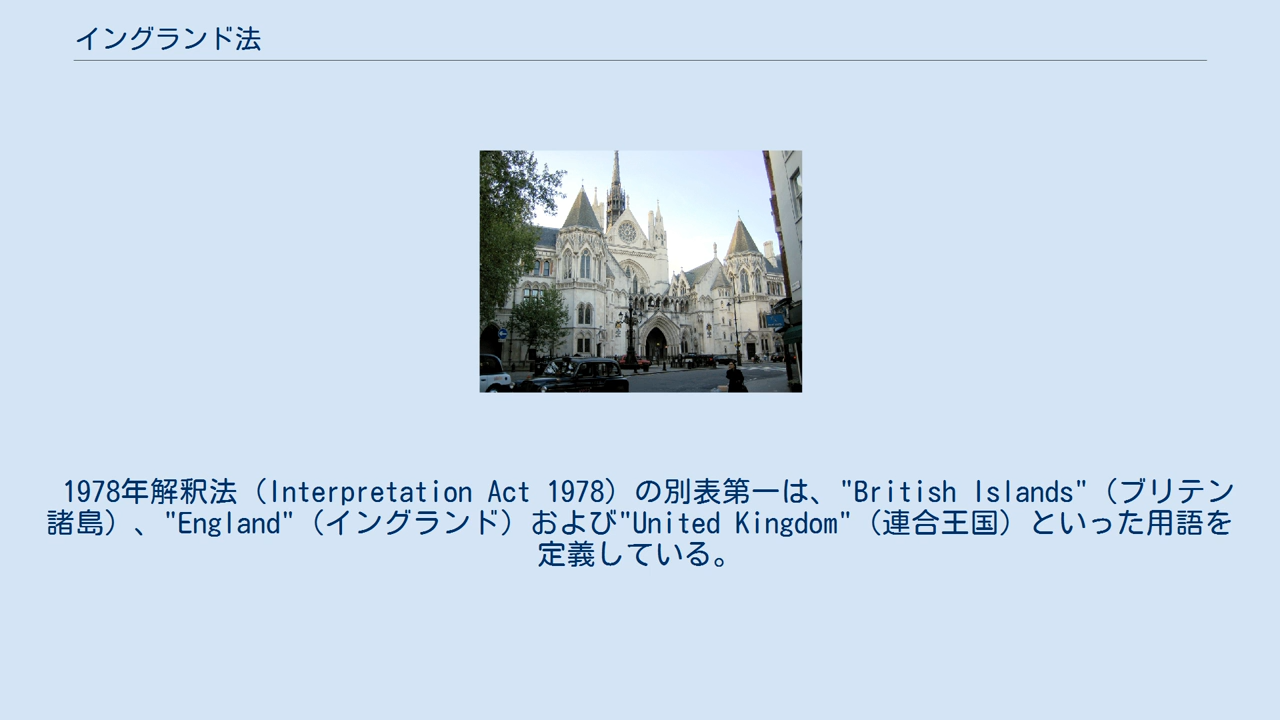 イングランド法
1978年解釈法（Interpretation Act 1978）の別表第一は、"British Islands"（ブリテン
諸島）、"England"（イングランド）および"United Kingdom"（連合王国）といった用語を
定義している。